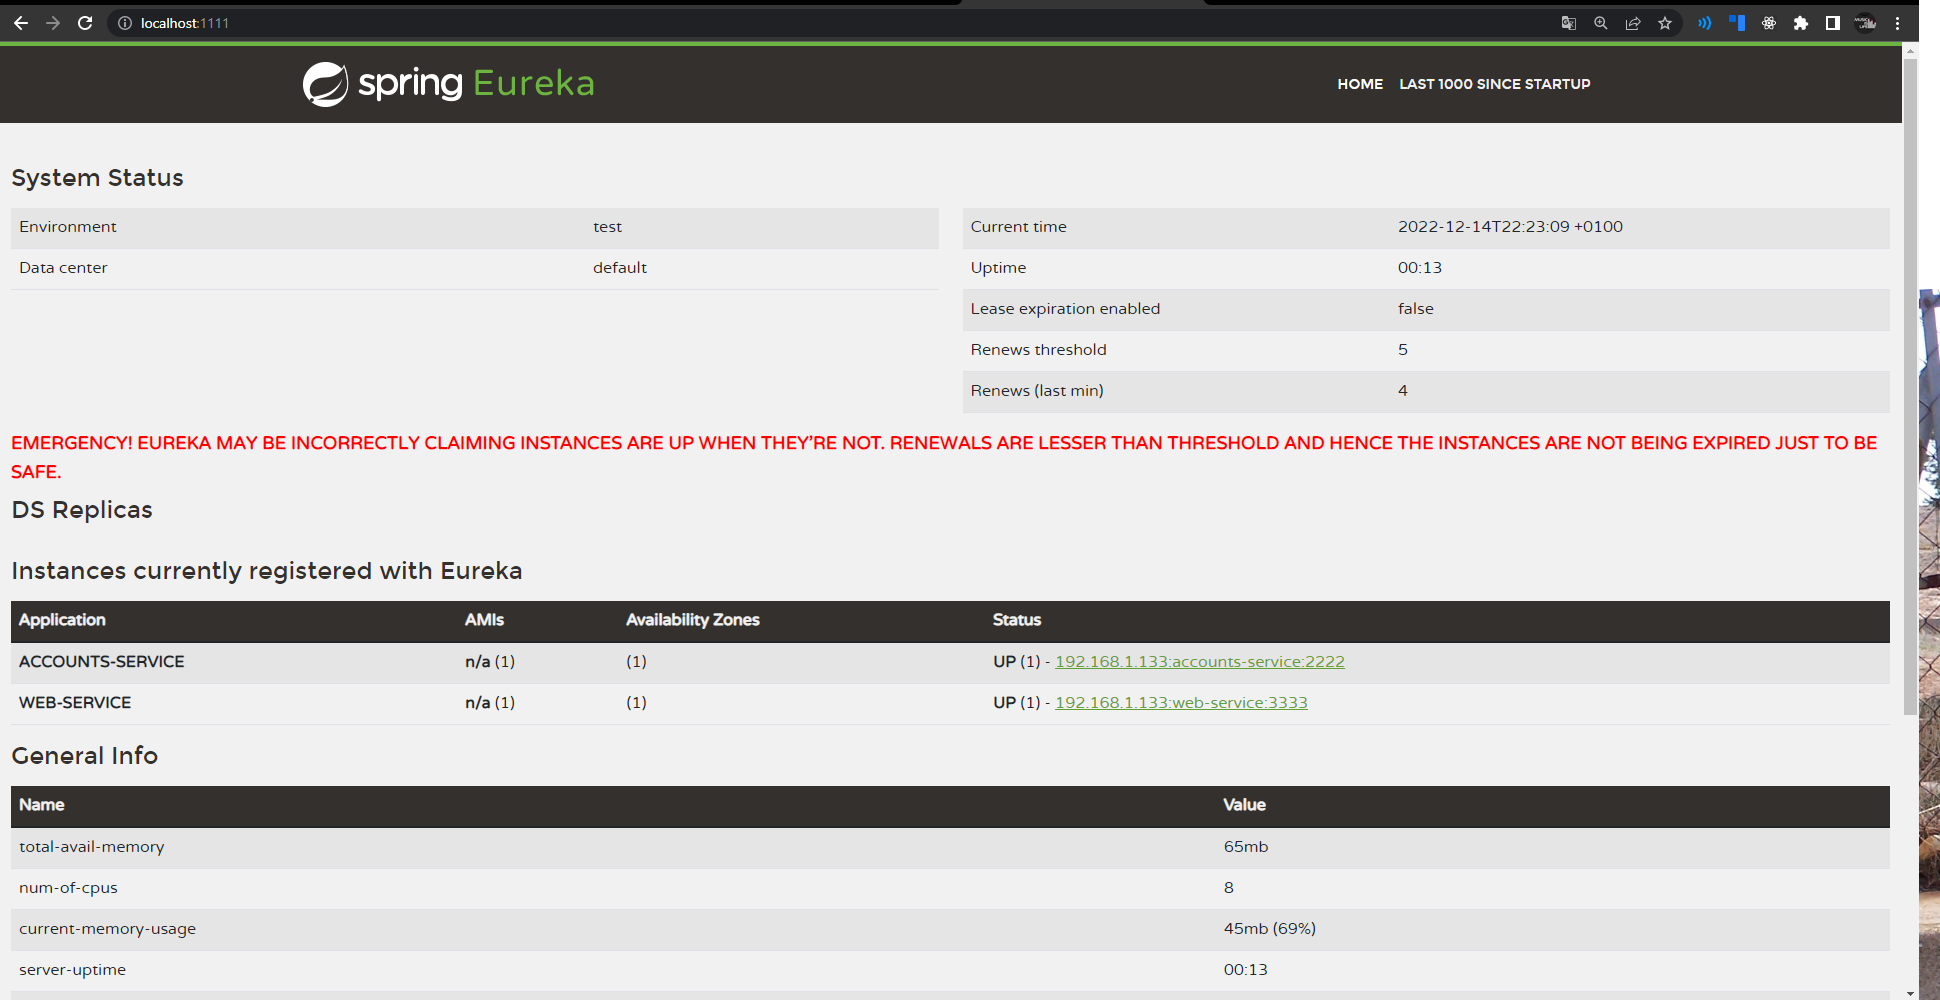 localhost:1111
spring Eureka
HOME LAST 1000 SINCE STARTUP
System Status
Environment test
Data center default
Current time 2022-12-14T22:23:09 +0100
Uptime 00:13
Lease expiration enabled false
Renews threshold 5
Renews (last min) 4
EMERGENCY! EUREKA MAY BE INCORRECTLY CLAIMING INSTANCES ARE UP WHEN THEY'RE NOT. RENEWALS ARE LESSER THAN THRESHOLD AND HENCE THE INSTANCES ARE NOT BEING EXPIRED JUST TO BE
SAFE.
DS Replicas
Instances currently registered with Eureka
Application AMIs Availability Zones Status
ACCOUNTS-SERVICE n/a (1) (1) UP (1) - 192.168.1.133:accounts-service:2222
WEB-SERVICE n/a (1) (1) UP (1) - 192.168.1.133:web-service:3333
General Info
Name Value
total-avail-memory 65mb
num-of-cpus 8
current-memory-usage 45mb (69%)
server-uptime 00:13